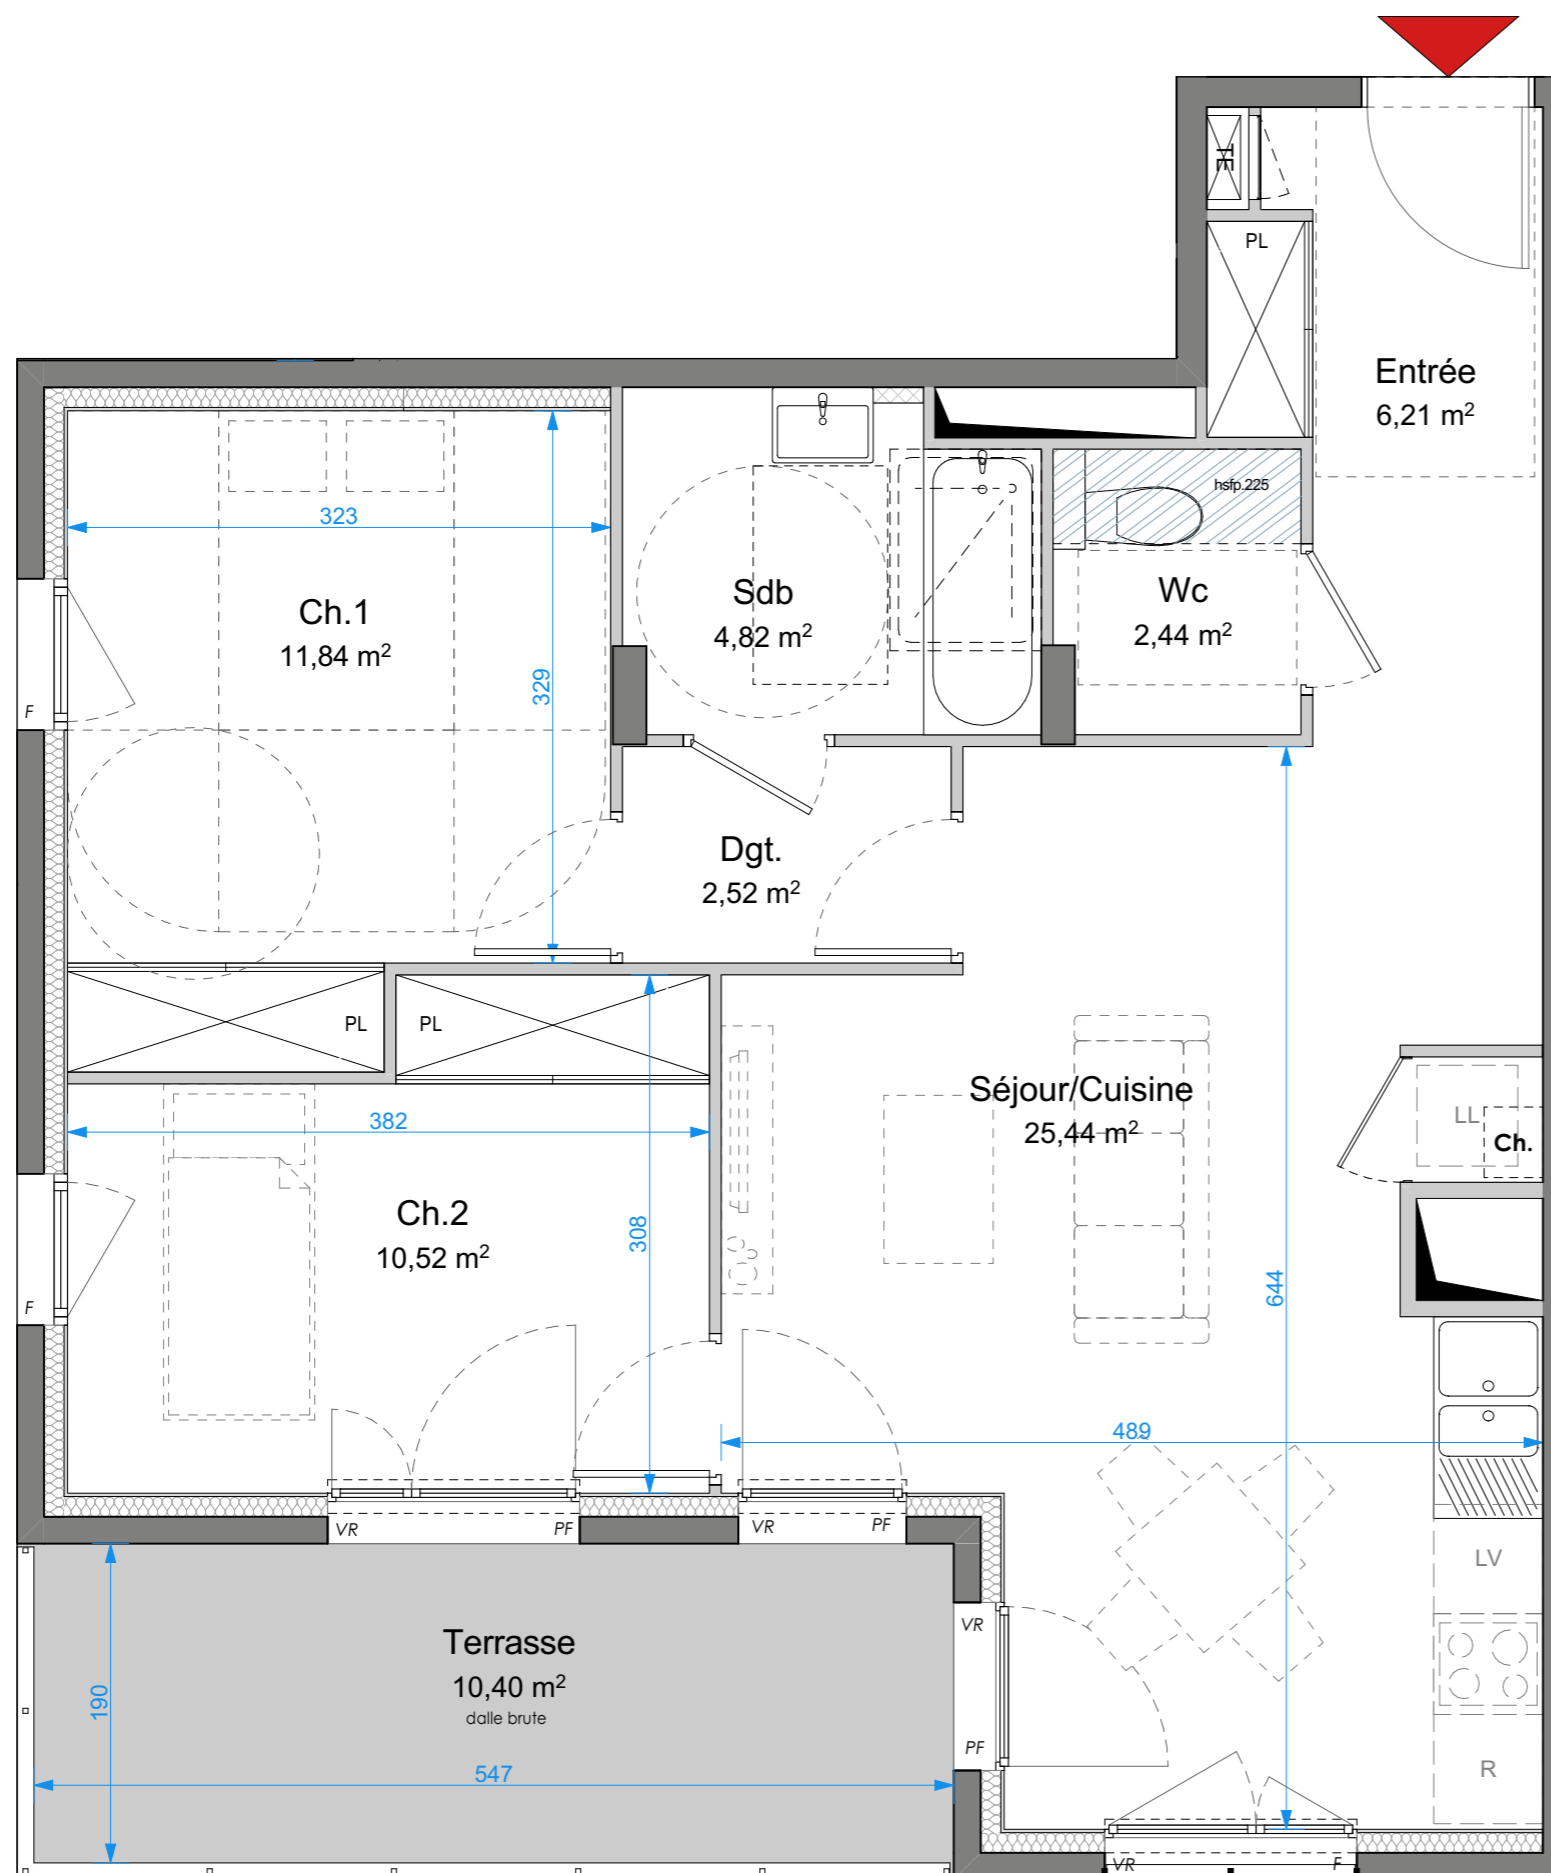 TE
PL
Entrée
6,21 m²
hsfp.225
323
Ch.1
11,84 m²
329
Sdb
4,82 m²
Wc
2,44 m²
F
Dgt.
2,52 m²
PL
PL
Séjour/Cuisine
25,44 m²
LL
Ch.
382
Ch.2
10,52 m²
308
644
F
489
VR
PF
VR
PF
LV
VR
Terrasse
10,40 m²
dalle brute
190
PF
547
R
VR
F